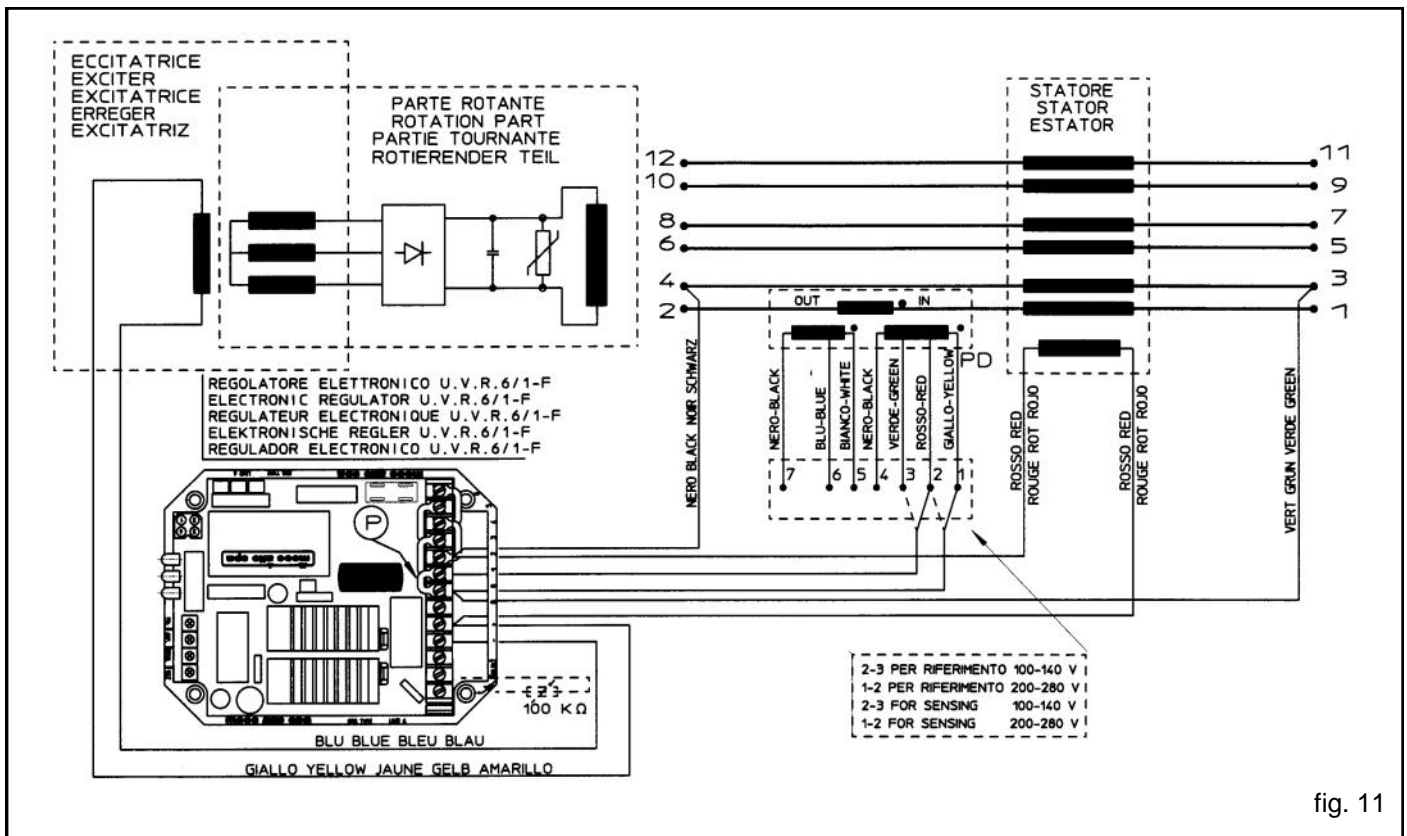 ECCITATRICE
EXCITER
EXCITATRICE
ERREGER
EXCITATRIZ
PARTE ROTANTE
ROTATION PART
PARTIE TOURNANTE
ROTIERENDER TEIL
STATORE
STATOR
ESTATOR
12
11
10
9
8
7
6
5
4
3
2
1
OUT
IN
PD
NERO-BLACK
BLU-BLUE
BIANCO-WHITE
NERO-BLACK
VERDE-GREEN
ROSSO-RED
GIALLO-YELLOW
7 6 5 4 3 2 1
NERO BLACK NOIR SCHWARZ
ROSSO RED
ROUGE ROT ROJO
ROSSO RED
ROUGE ROT ROJO
VERT GRUN VERDE GREEN
REGOLATORE ELETTRONICO U.V.R.6/1-F
ELECTRONIC REGULATOR U.V.R.6/1-F
REGULATEUR ELECTRONIQUE U.V.R.6/1-F
ELEKTRONISCHE REGLER U.V.R.6/1-F
REGULADOR ELECTRONICO U.V.R.6/1-F
P
100 KΩ
2-3 PER RIFERIMENTO 100-140 V
1-2 PER RIFERIMENTO 200-280 V
2-3 FOR SENSING 100-140 V
1-2 FOR SENSING 200-280 V
BLU BLUE BLEU BLAU
GIALLO YELLOW JAUNE GELB AMARILLO
fig. 11